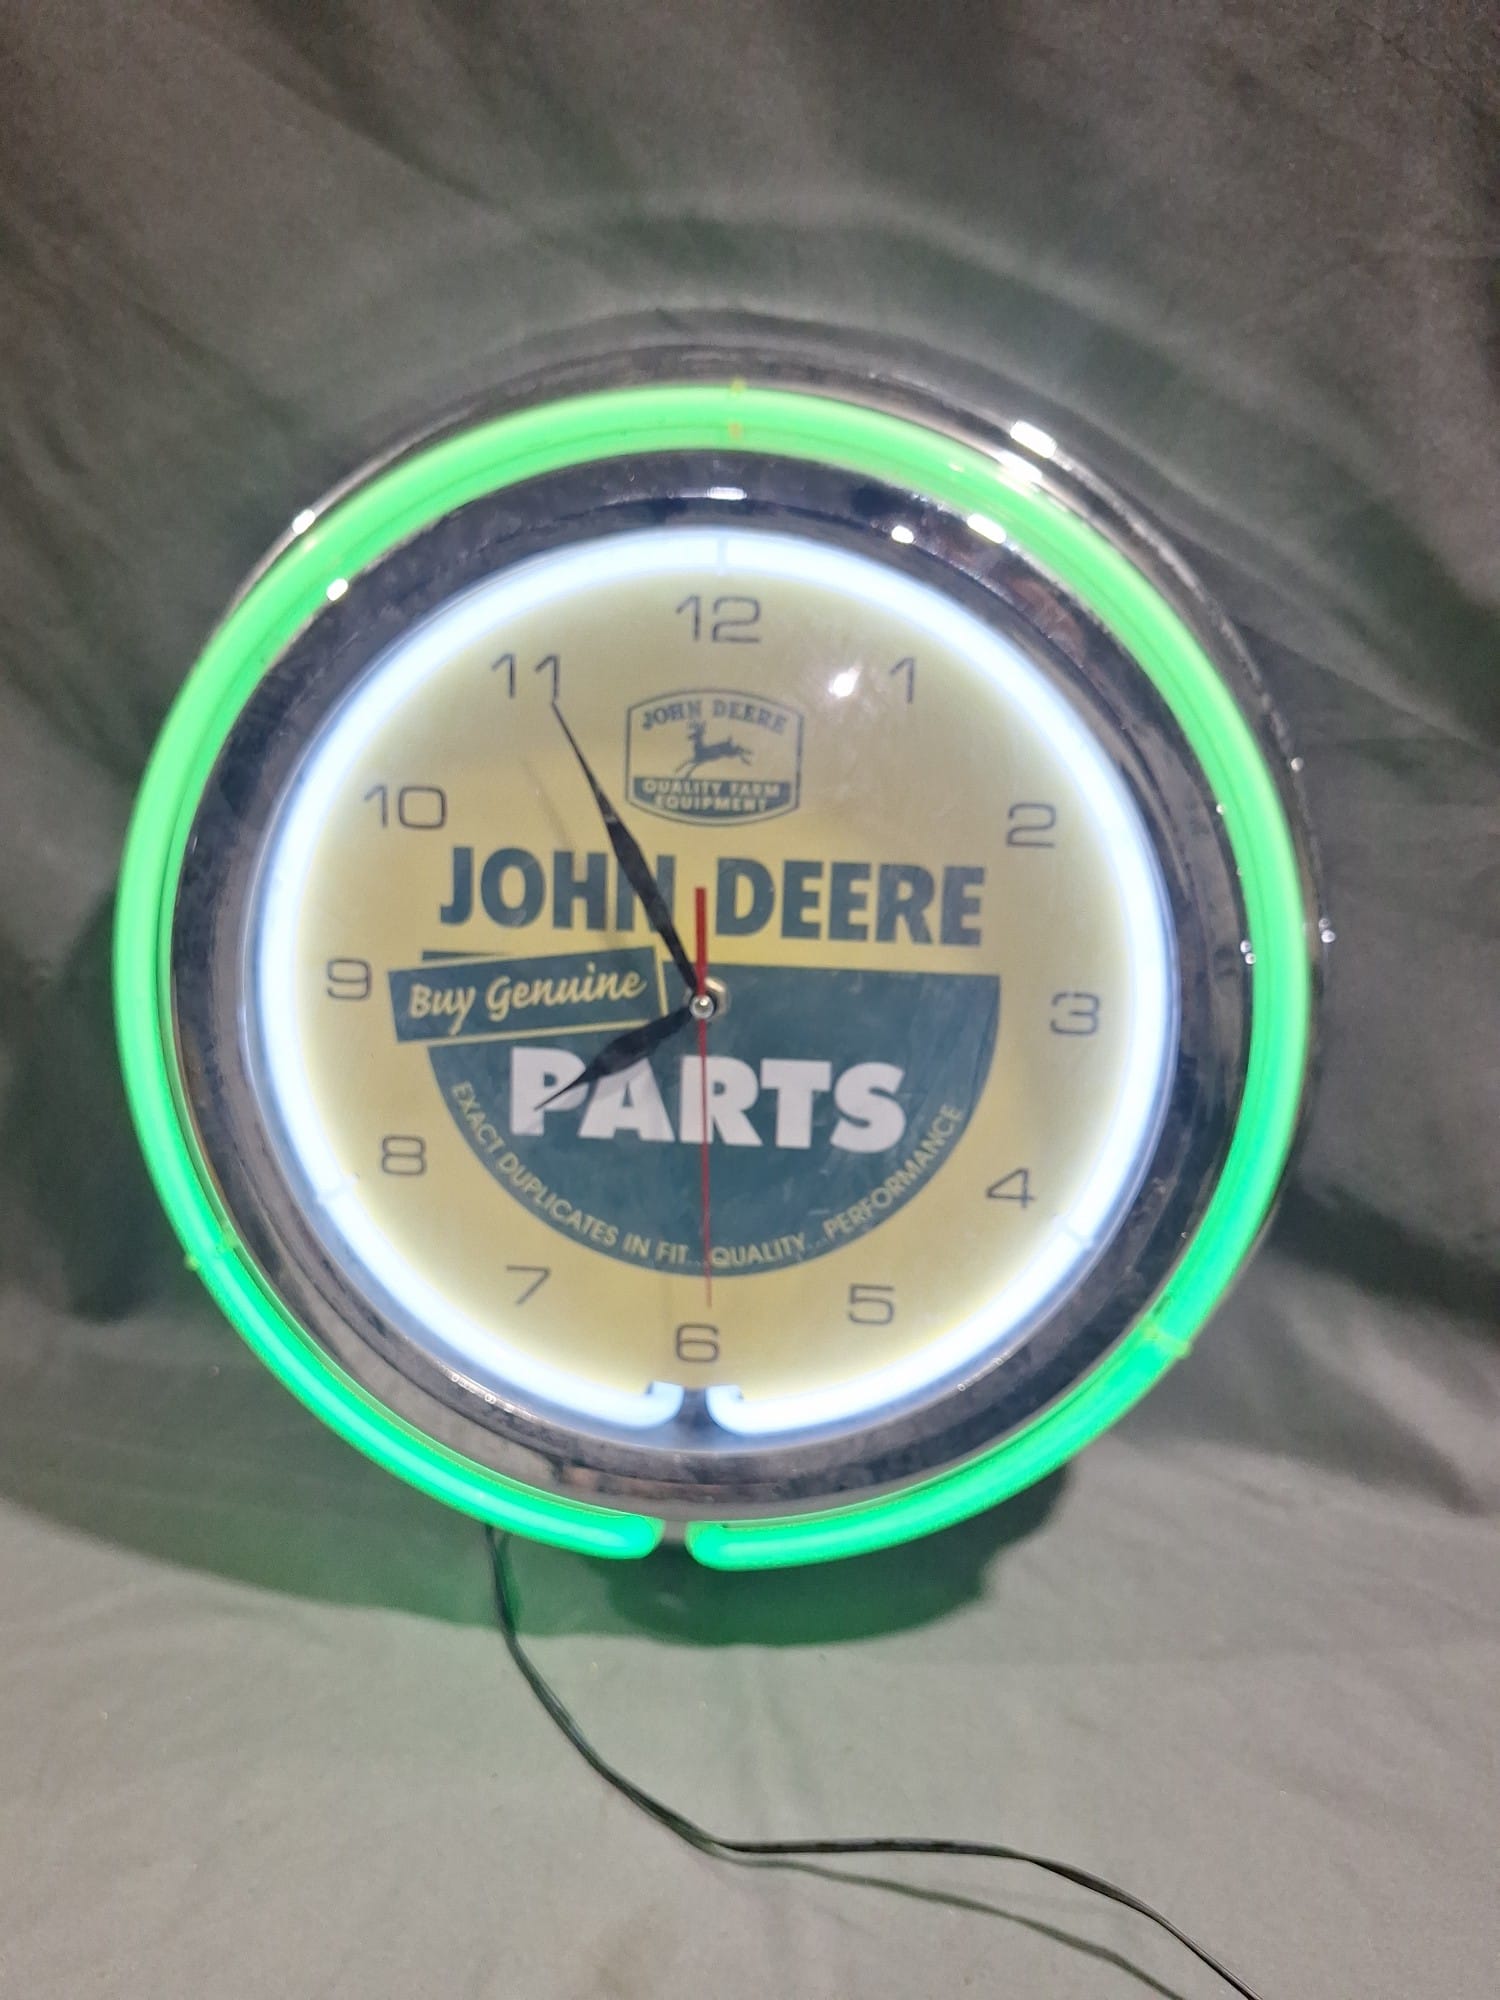 12
11
1
JOHN DEERE
QUALITY FARM
EQUIPMENT
10
2
JOHN DEERE
9
Buy Genuine
3
PARTS
8
4
EXACT DUPLICATES IN FIT...QUALITY...PERFORMANCE
7
5
6